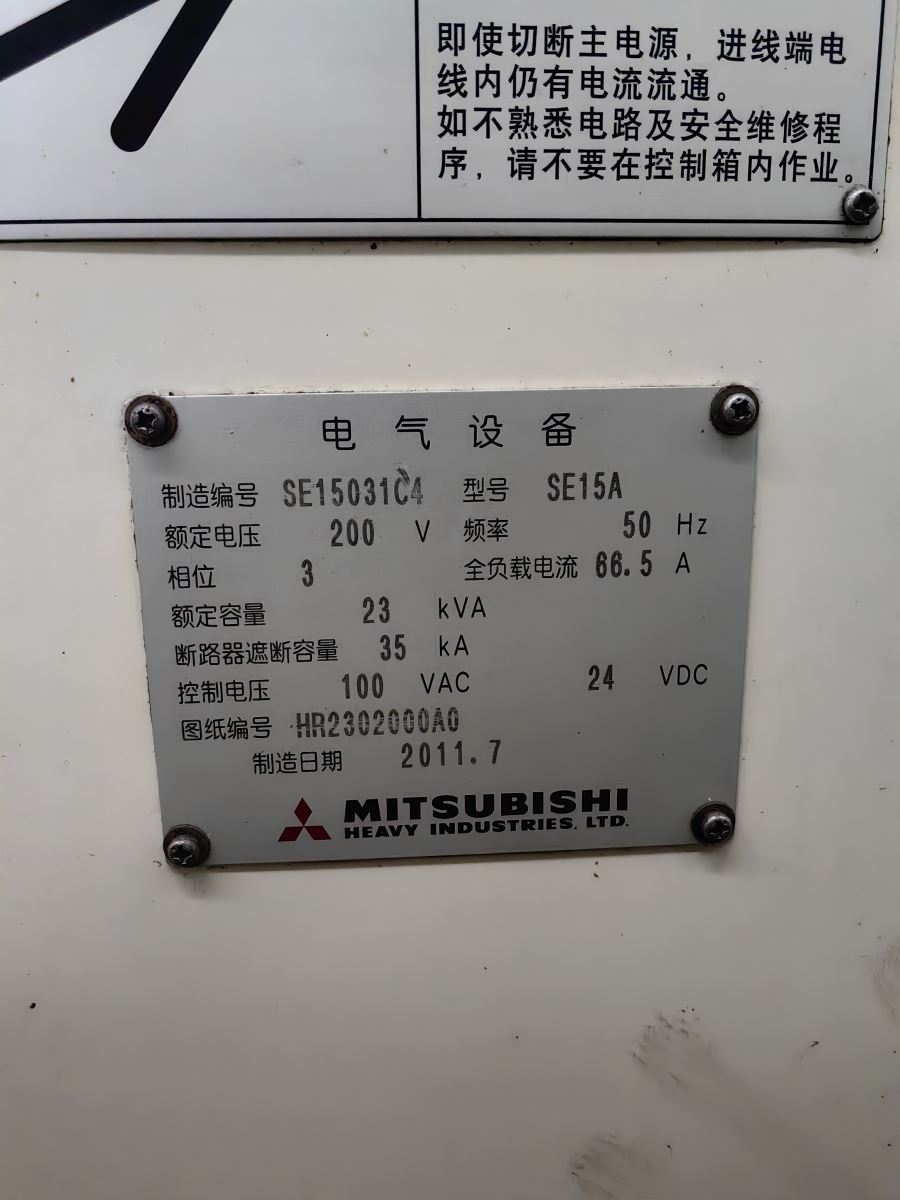 即使切断主电源，进线端电
线内仍有电流流通。
如不熟悉电路及安全维修程
序，请不要在控制箱内作业。
电气设备
制造编号 SE15031C4 型号 SE15A
额定电压 200 V 频率 50 Hz
相位 3 全负载电流 66.5 A
额定容量 23 kVA
断路器遮断容量 35 kA
控制电压 100 VAC 24 VDC
图纸编号 HR2302000A0
制造日期 2011.7
MITSUBISHI
HEAVY INDUSTRIES, LTD.